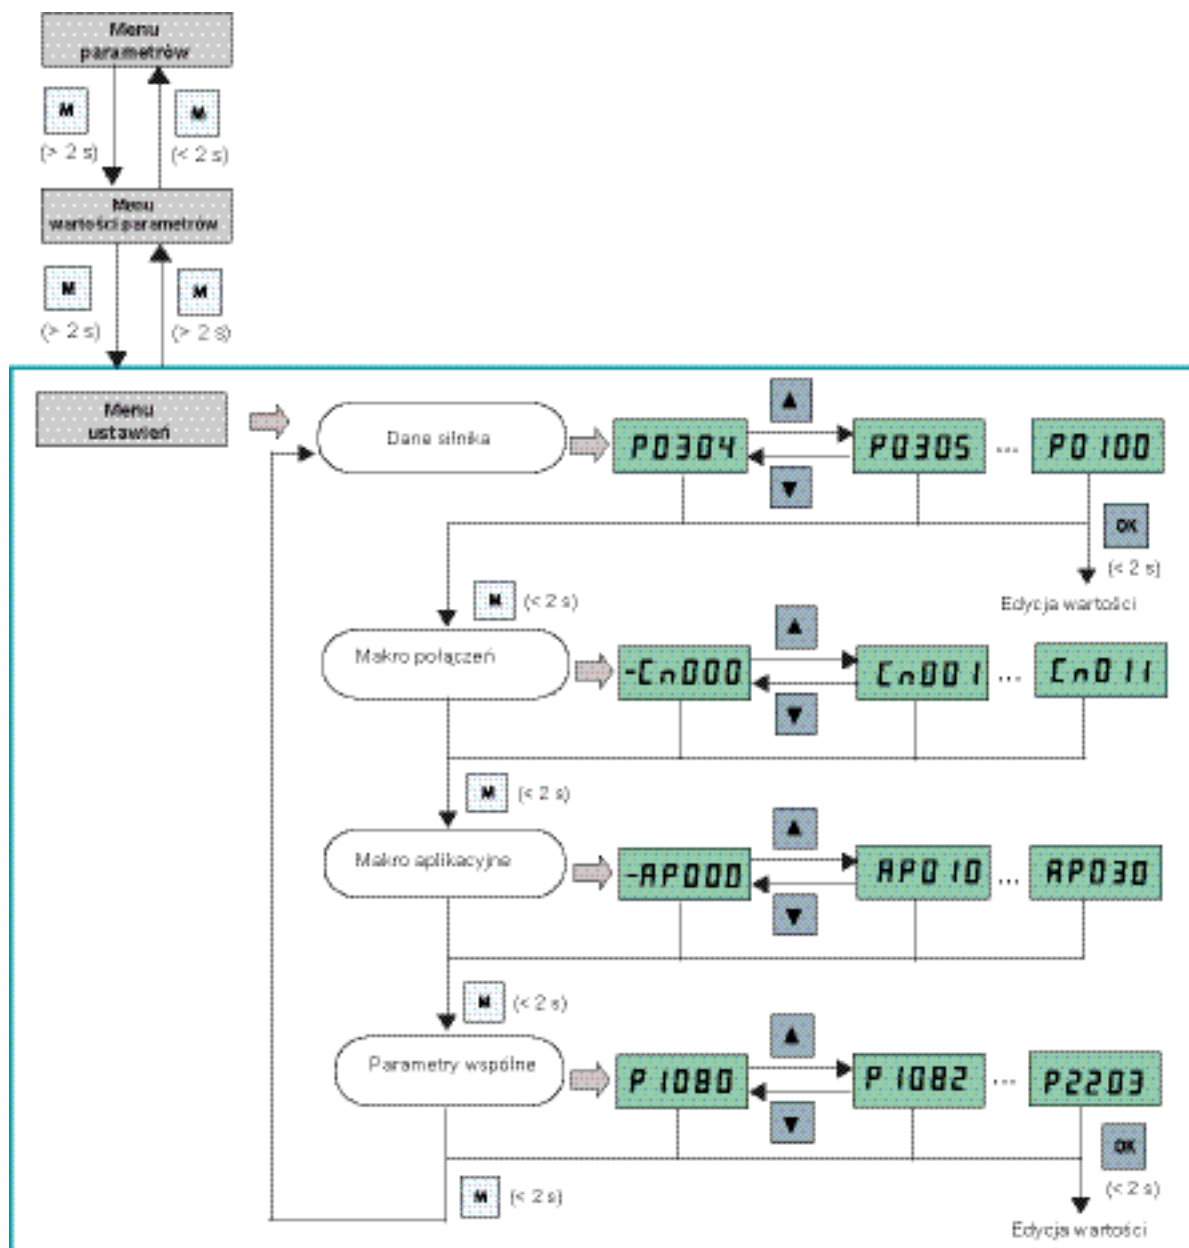 Menu
parametrów
M
M
(> 2 s)
(< 2 s)
Menu
wartości parametrów
M
M
(> 2 s)
(> 2 s)
Menu
ustawień
Dane silnika
P0304
P0305
...
P0100
OK
(< 2 s)
M
(< 2 s)
Edycja wartości
Makro połączeń
-Cn000
Cn001
...
Cn011
M
(< 2 s)
Makro aplikacyjne
-AP000
AP010
...
AP030
M
(< 2 s)
Parametry wspólne
P1080
P1082
...
P2203
OK
(< 2 s)
M
(< 2 s)
Edycja wartości